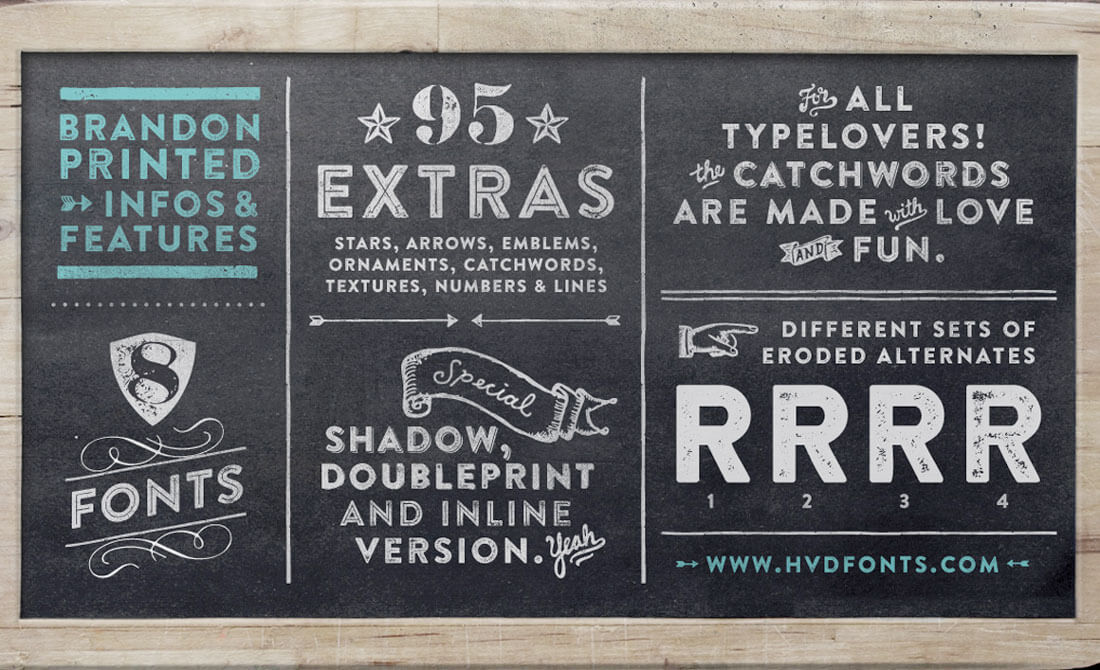 BRANDON
PRINTED
INFOS &
FEATURES
8
FONTS
95
EXTRAS
STARS, ARROWS, EMBLEMS,
ORNAMENTS, CATCHWORDS,
TEXTURES, NUMBERS & LINES
Special
SHADOW,
DOUBLEPRINT
AND INLINE
VERSION. Yeah
For ALL
TYPELOVERS!
the CATCHWORDS
ARE MADE with LOVE
AND FUN.
DIFFERENT SETS OF
ERODED ALTERNATES
R R R R
1 2 3 4
WWW.HVDFONTS.COM